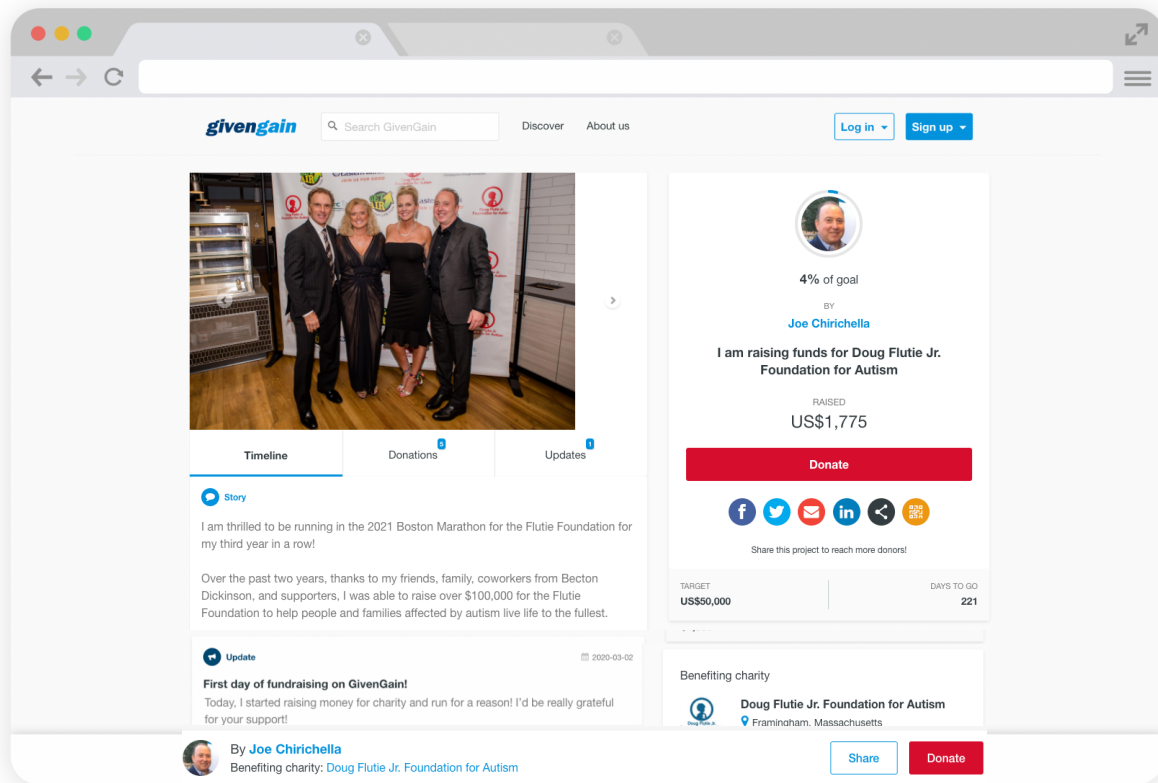 givengain
Search GivenGain
Discover
About us
Log in
Sign up
4% of goal
BY
Joe Chirichella
I am raising funds for Doug Flutie Jr.
Foundation for Autism
RAISED
US$1,775
Donate
Share this project to reach more donors!
TARGET
US$50,000
DAYS TO GO
221
Timeline
Donations
5
Updates
1
Story
I am thrilled to be running in the 2021 Boston Marathon for the Flutie Foundation for
my third year in a row!
Over the past two years, thanks to my friends, family, coworkers from Becton
Dickinson, and supporters, I was able to raise over $100,000 for the Flutie
Foundation to help people and families affected by autism live life to the fullest.
Update
2020-03-02
First day of fundraising on GivenGain!
Today, I started raising money for charity and run for a reason! I'd be really grateful
for your support!
Benefiting charity
Doug Flutie Jr. Foundation for Autism
Framingham, Massachusetts
By Joe Chirichella
Benefiting charity: Doug Flutie Jr. Foundation for Autism
Share
Donate